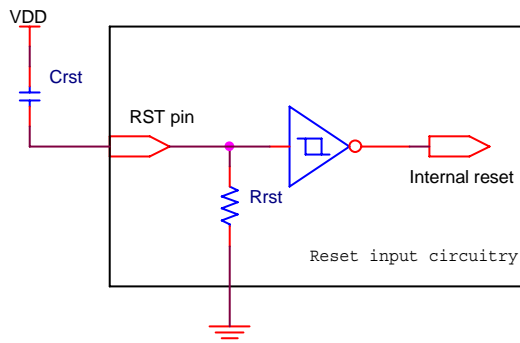 VDD
Crst
RST pin
Rrst
Internal reset
Reset input circuitry